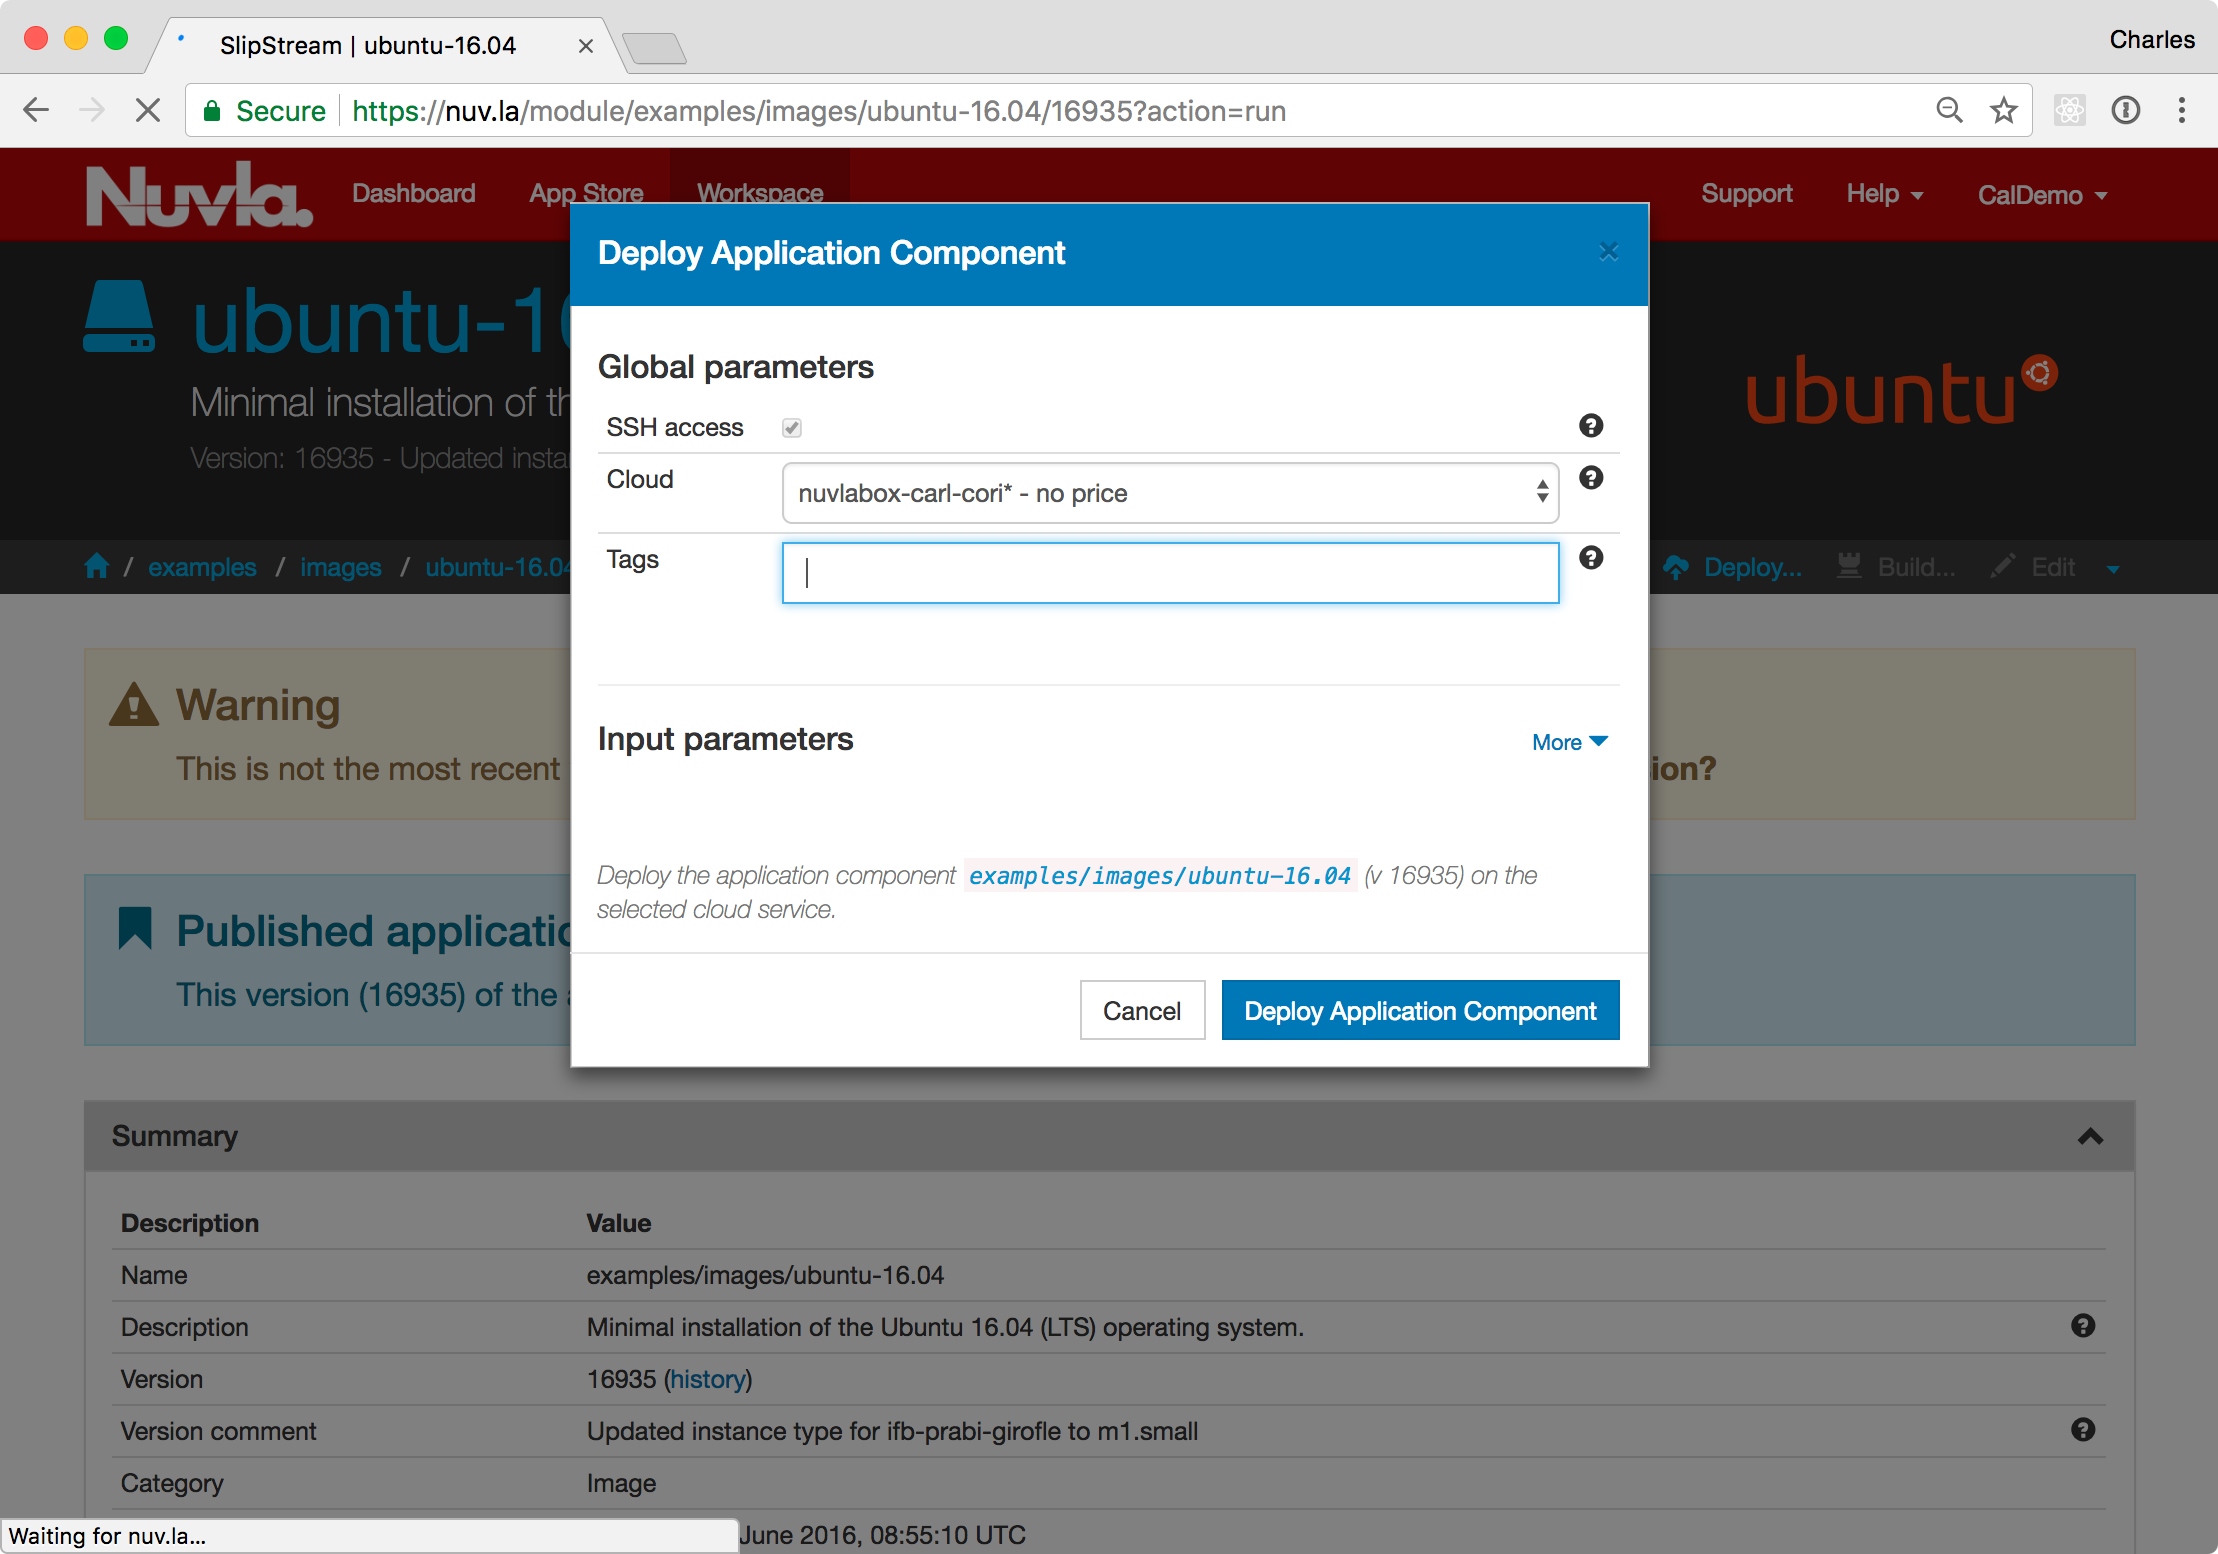 SlipStream | ubuntu-16.04
Charles
Secure https://nuv.la/module/examples/images/ubuntu-16.04/16935?action=run
Nuvla. Dashboard App Store Workspace Support Help CalDemo
Deploy Application Component
ubuntu-16
Minimal installation of th
Version: 16935 - Updated insta
ubuntu
Global parameters
SSH access
Cloud nuvlabox-carl-cori* - no price
Tags
/ examples / images / ubuntu-16.04 Deploy... Build... Edit
Warning
This is not the most recent ion?
Input parameters More
Deploy the application component examples/images/ubuntu-16.04 (v 16935) on the
selected cloud service.
Published applicatio
This version (16935) of the
Cancel Deploy Application Component
Summary
Description Value
Name examples/images/ubuntu-16.04
Description Minimal installation of the Ubuntu 16.04 (LTS) operating system.
Version 16935 (history)
Version comment Updated instance type for ifb-prabi-girofle to m1.small
Category Image
June 2016, 08:55:10 UTC
Waiting for nuv.la...